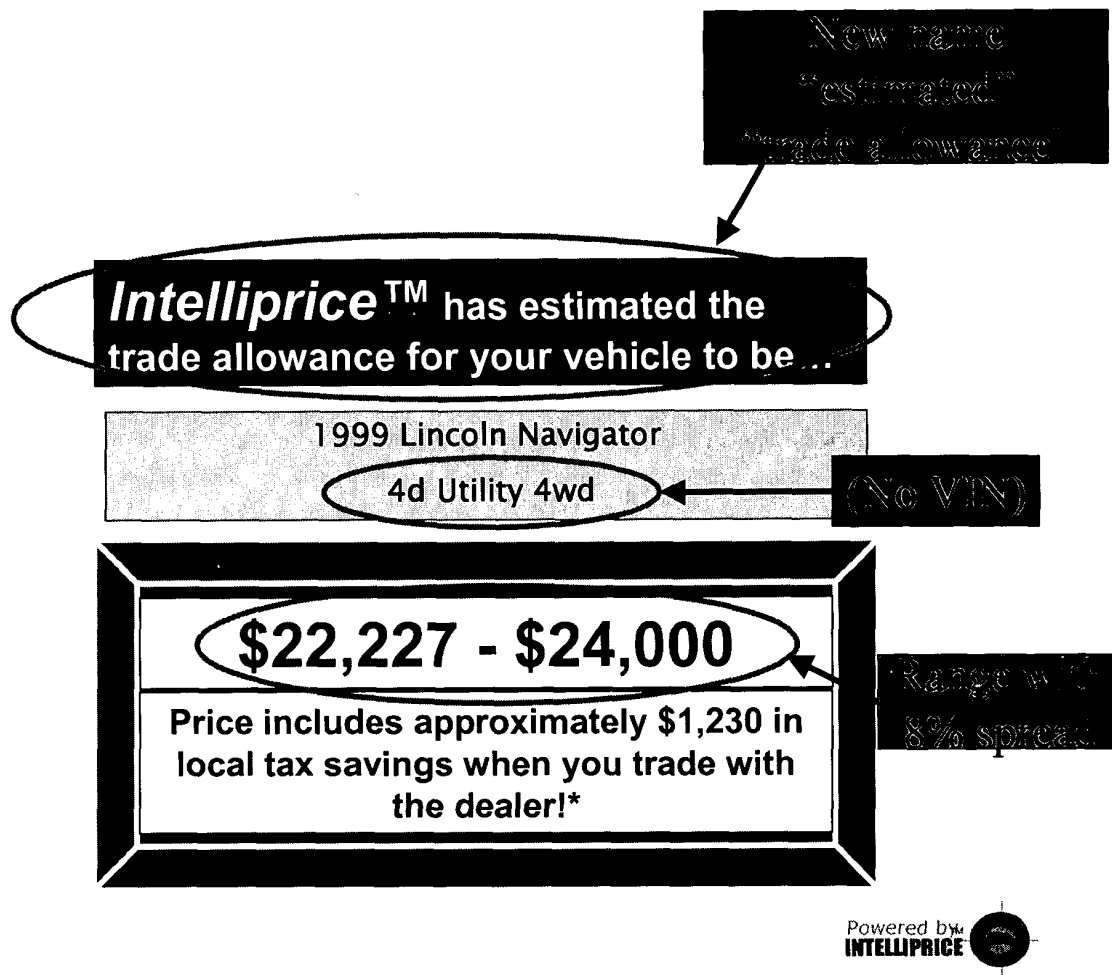 New name
"estimated"
"trade allowance"
Intelliprice™ has estimated the
trade allowance for your vehicle to be...
1999 Lincoln Navigator
4d Utility 4wd
(No VIN)
$22,227 - $24,000
Range
8% spread
Price includes approximately $1,230 in
local tax savings when you trade with
the dealer!*
Powered by
INTELLIPRICE